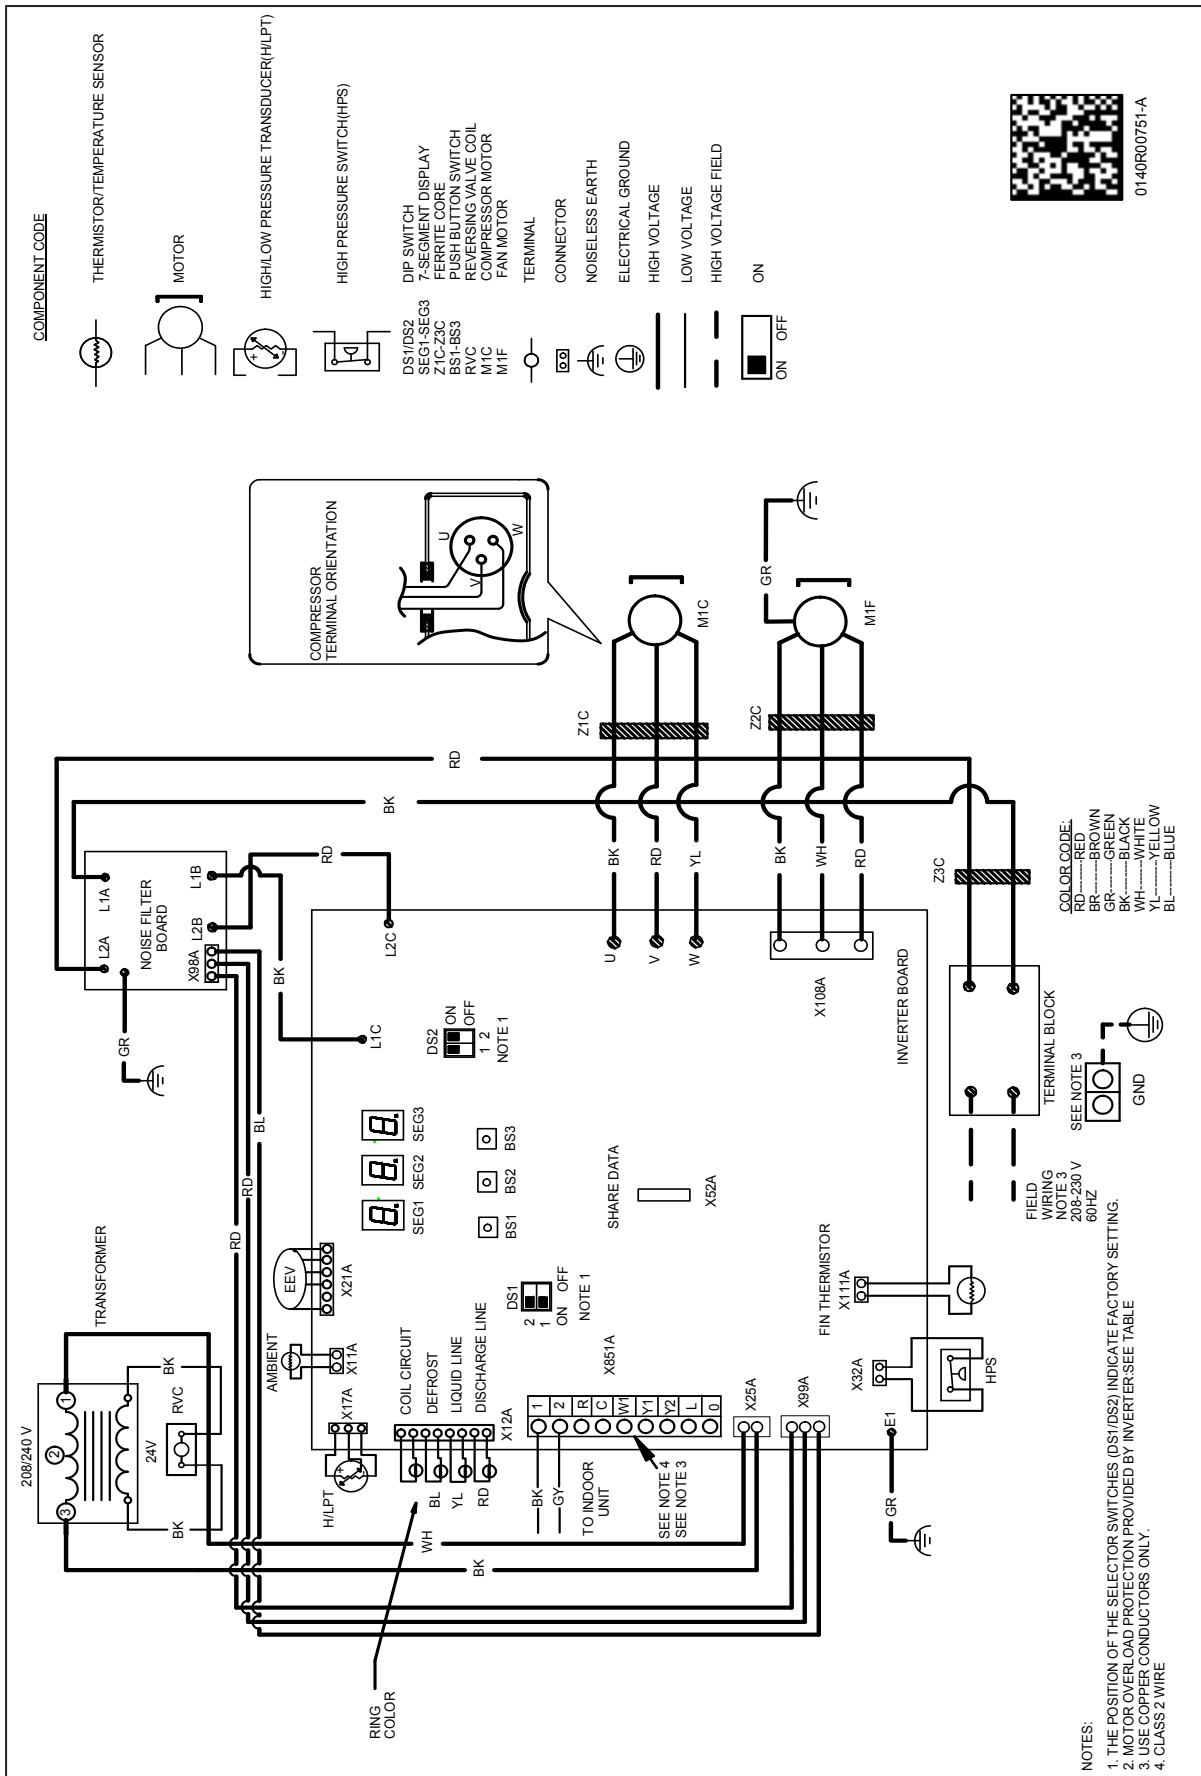 COMPONENT CODE
THERMISTOR/TEMPERATURE SENSOR
MOTOR
HIGH/LOW PRESSURE TRANSDUCER(H/LPT)
HIGH PRESSURE SWITCH(HPS)
DS1/DS2 DIP SWITCH
SEG1-SEG3 7-SEGMENT DISPLAY
Z1C-Z3C FERRITE CORE
BS1-BS3 PUSH BUTTON SWITCH
RVC REVERSING VALVE COIL
M1C COMPRESSOR MOTOR
M1F FAN MOTOR
TERMINAL
CONNECTOR
NOISELESS EARTH
ELECTRICAL GROUND
HIGH VOLTAGE
LOW VOLTAGE
HIGH VOLTAGE FIELD
ON OFF ON
0140R00751-A
COMPRESSOR
TERMINAL ORIENTATION
U
V
W
M1C
M1F
GR
Z1C
Z2C
RD
BK
BK
RD
YL
BK
WH
RD
U
V
W
X108A
INVERTER BOARD
Z3C
COLOR CODE:
RD--------RED
BR--------BROWN
GR--------GREEN
BK--------BLACK
WH-------WHITE
YL--------YELLOW
BL--------BLUE
NOISE FILTER
BOARD
L2A
L1A
L2B
L1B
X98A
GR
RD
BK
L2C
L1C
BL
RD
RD
DS2
ON
OFF
1 2
NOTE 1
SEG1
SEG2
SEG3
BS1
BS2
BS3
SHARE DATA
X52A
DS1
2
1
ON OFF
NOTE 1
TERMINAL BLOCK
SEE NOTE 3
GND
FIELD
WIRING
NOTE 3
208-230 V
60HZ
TRANSFORMER
208/240 V
1
2
3
24V
RVC
BK
BK
EEV
X21A
AMBIENT
X11A
X17A
H/LPT
COIL CIRCUIT
DEFROST
LIQUID LINE
DISCHARGE LINE
X12A
BL
YL
RD
RING
COLOR
WH
BK
X851A
1
2
R
C
W1
Y1
Y2
L
0
BK
GY
TO INDOOR
UNIT
SEE NOTE 4
SEE NOTE 3
X25A
X99A
FIN THERMISTOR
X111A
X32A
HPS
E1
GR
NOTES:
1. THE POSITION OF THE SELECTOR SWITCHES (DS1/DS2) INDICATE FACTORY SETTING.
2. MOTOR OVERLOAD PROTECTION PROVIDED BY INVERTER:SEE TABLE
3. USE COPPER CONDUCTORS ONLY.
4. CLASS 2 WIRE